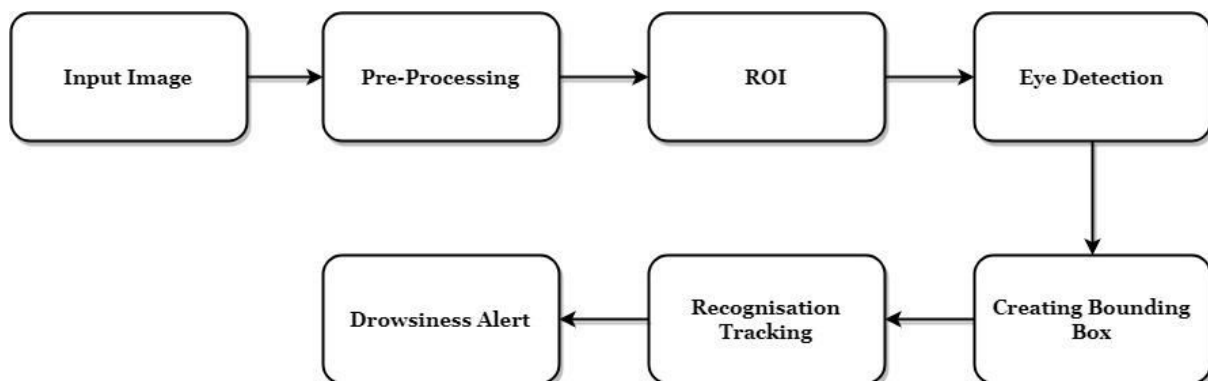 Input Image
Pre-Processing
ROI
Eye Detection
Creating Bounding
Box
Recognisation
Tracking
Drowsiness Alert